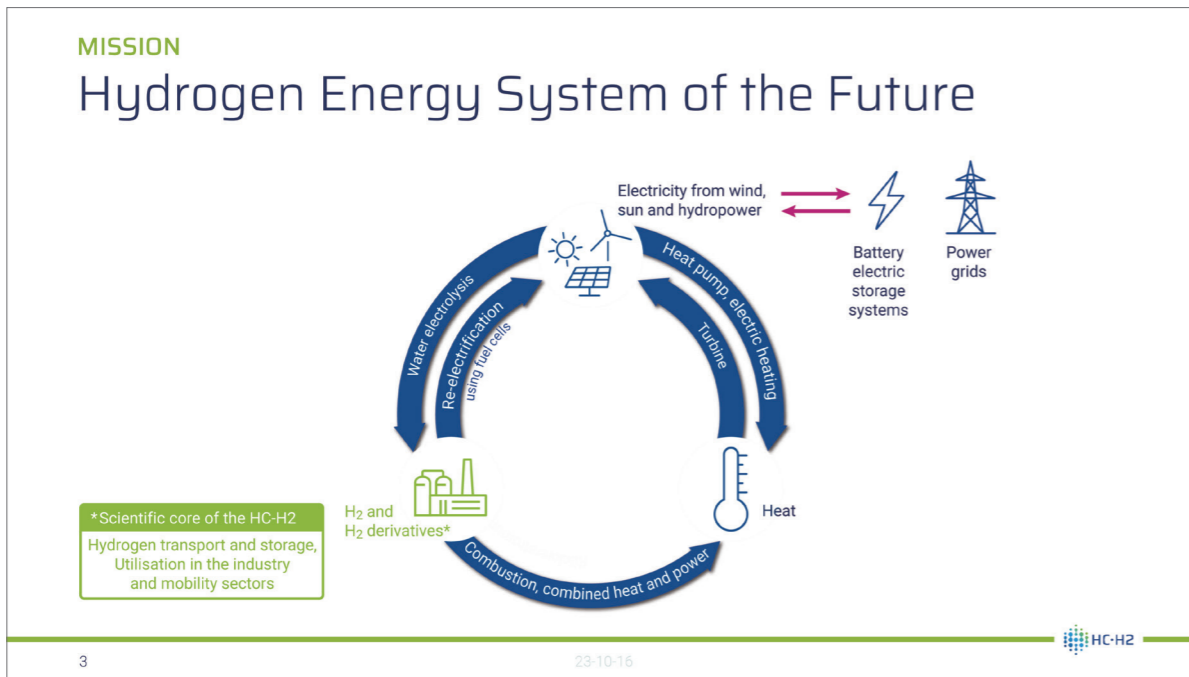 MISSION
Hydrogen Energy System of the Future
Electricity from wind,
sun and hydropower
Battery
electric
storage
systems
Power
grids
Water electrolysis
Re-electrification
using fuel cells
Heat pump, electric heating
Turbine
H₂ and
H₂ derivatives*
Heat
Combustion, combined heat and power
*Scientific core of the HC-H2
Hydrogen transport and storage,
Utilisation in the industry
and mobility sectors
HC-H2
3
23-10-16